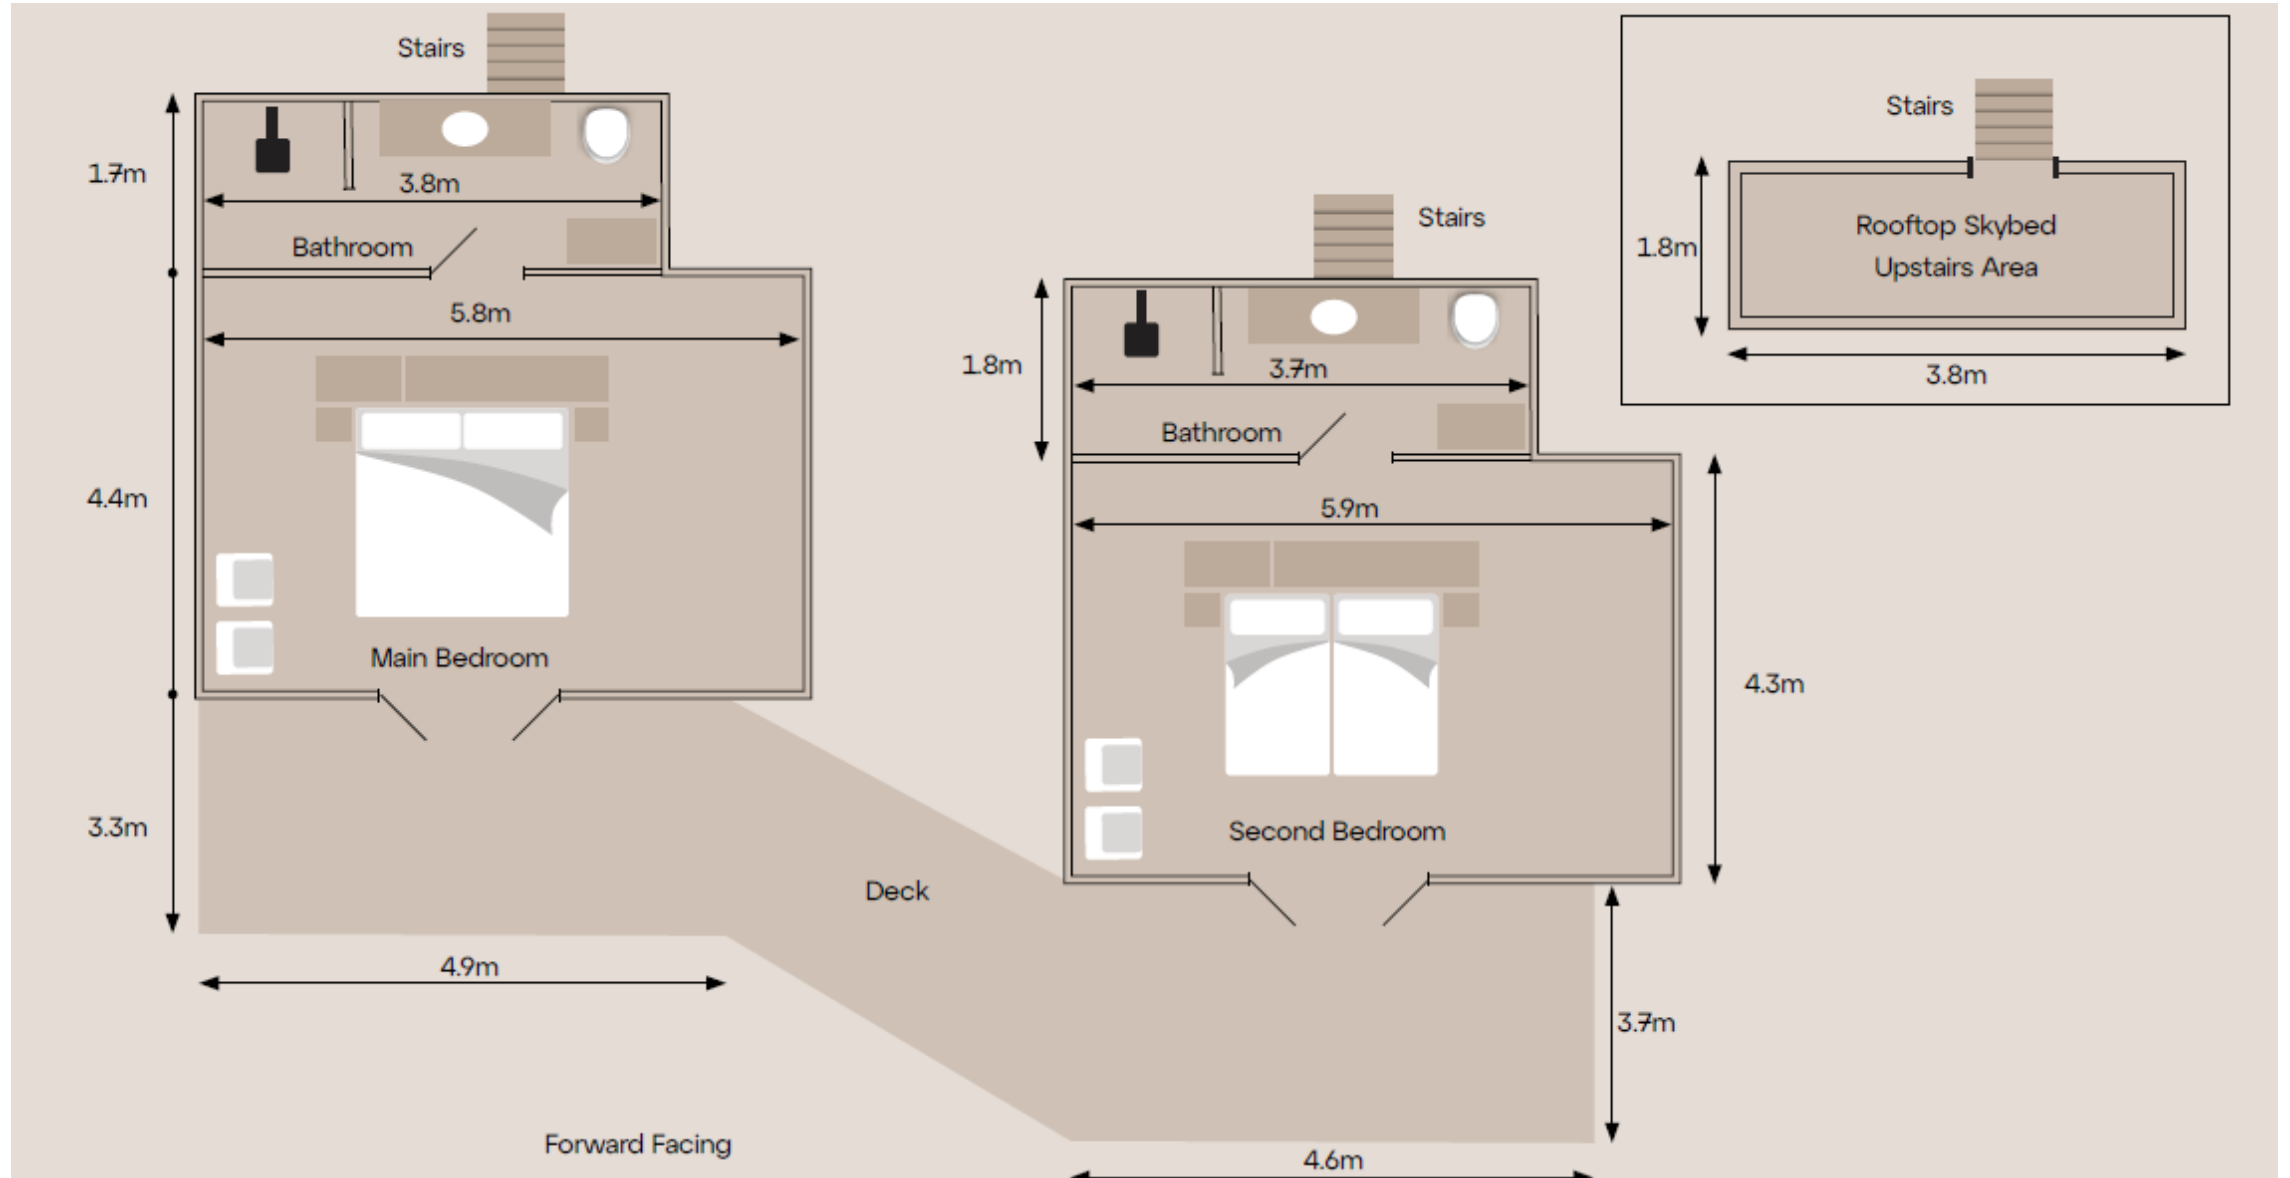 Stairs
1.7m
3.8m
Bathroom
5.8m
4.4m
Main Bedroom
3.3m
4.9m
Deck
Forward Facing
Stairs
1.8m
3.7m
Bathroom
5.9m
4.3m
Second Bedroom
3.7m
4.6m
Stairs
1.8m
Rooftop Skybed
Upstairs Area
3.8m